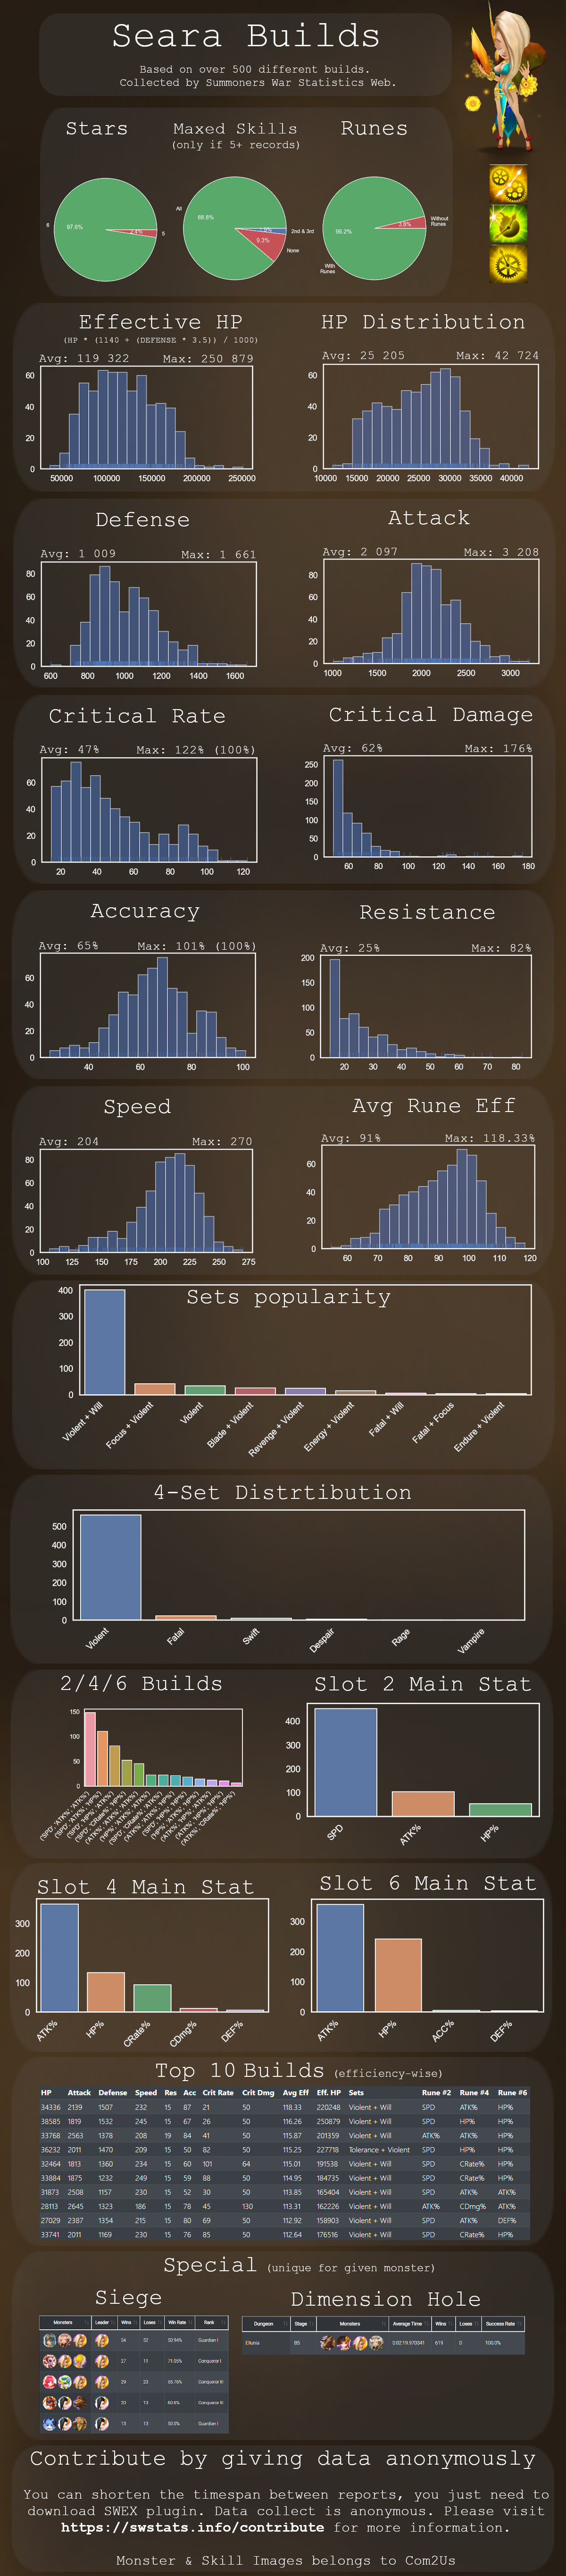 Seara Builds
Based on over 500 different builds.
Collected by Summoners War Statistics Web.
Stars
Maxed Skills
(only if 5+ records)
Runes
6
97.6%
2.4%
5
All
88.8%
2nd & 3rd
9.3%
None
96.2%
3.8%
Without
Runes
With
Runes
Effective HP
(HP * (1140 + (DEFENSE * 3.5)) / 1000)
Avg: 119 322 Max: 250 879
60
40
20
0
50000 100000 150000 200000 250000
HP Distribution
Avg: 25 205 Max: 42 724
60
40
20
0
10000 15000 20000 25000 30000 35000 40000
Defense
Avg: 1 009 Max: 1 661
80
60
40
20
0
600 800 1000 1200 1400 1600
Attack
Avg: 2 097 Max: 3 208
80
60
40
20
0
1000 1500 2000 2500 3000
Critical Rate
Avg: 47% Max: 122% (100%)
60
40
20
0
20 40 60 80 100 120
Critical Damage
Avg: 62% Max: 176%
250
200
150
100
50
0
60 80 100 120 140 160 180
Accuracy
Avg: 65% Max: 101% (100%)
60
40
20
0
40 60 80 100
Resistance
Avg: 25% Max: 82%
200
150
100
50
0
20 30 40 50 60 70 80
Speed
Avg: 204 Max: 270
80
60
40
20
0
100 125 150 175 200 225 250 275
Avg Rune Eff
Avg: 91% Max: 118.33%
60
40
20
0
60 70 80 90 100 110 120
Sets popularity
400
300
200
100
0
Violent + Will
Focus + Violent
Violent
Blade + Violent
Revenge + Violent
Energy + Violent
Fatal + Will
Fatal + Focus
Endure + Violent
4-Set Distrtibution
500
400
300
200
100
0
Violent
Fatal
Swift
Despair
Rage
Vampire
2/4/6 Builds
150
100
50
0
Slot 2 Main Stat
400
300
200
100
0
SPD
ATK%
HP%
Slot 4 Main Stat
300
200
100
0
ATK%
HP%
CRate%
CDmg%
DEF%
Slot 6 Main Stat
300
200
100
0
ATK%
HP%
ACC%
DEF%
Top 10 Builds (efficiency-wise)
HP Attack Defense Speed Res Acc Crit Rate Crit Dmg Avg Eff Eff. HP Sets Rune #2 Rune #4 Rune #6
34336 2139 1507 232 15 87 21 50 118.33 220248 Violent + Will SPD ATK% HP%
38585 1819 1532 245 15 67 26 50 116.26 250879 Violent + Will SPD HP% HP%
33768 2563 1378 208 19 84 41 50 115.87 201359 Violent + Will ATK% ATK% HP%
36232 2011 1470 209 15 50 82 50 115.25 227718 Tolerance + Violent SPD HP% HP%
32464 1813 1360 234 15 60 101 64 115.01 191538 Violent + Will SPD CRate% HP%
33884 1875 1232 249 15 59 88 50 114.95 184735 Violent + Will SPD CRate% HP%
31873 2508 1157 230 15 52 30 50 113.85 165404 Violent + Will SPD ATK% ATK%
28113 2645 1323 186 15 78 45 130 113.31 162226 Violent + Will ATK% CDmg% ATK%
27029 2387 1354 215 15 80 69 50 112.92 158903 Violent + Will SPD ATK% DEF%
33741 2011 1169 230 15 76 85 50 112.64 176516 Violent + Will SPD CRate% HP%
Special (unique for given monster)
Siege
Monsters Leader Wins Loses Win Rate Rank
54 52 50.94% Guardian I
27 11 71.05% Conqueror I
29 23 55.76% Conqueror III
20 13 60.6% Conqueror III
13 13 50.0% Guardian I
Dimension Hole
Dungeon Stage Monsters Average Time Wins Loses Success Rate
Ellunia B5 0:02:19.970341 619 0 100.0%
Contribute by giving data anonymously
You can shorten the timespan between reports, you just need to
download SWEX plugin. Data collect is anonymous. Please visit
https://swstats.info/contribute for more information.
Monster & Skill Images belongs to Com2Us